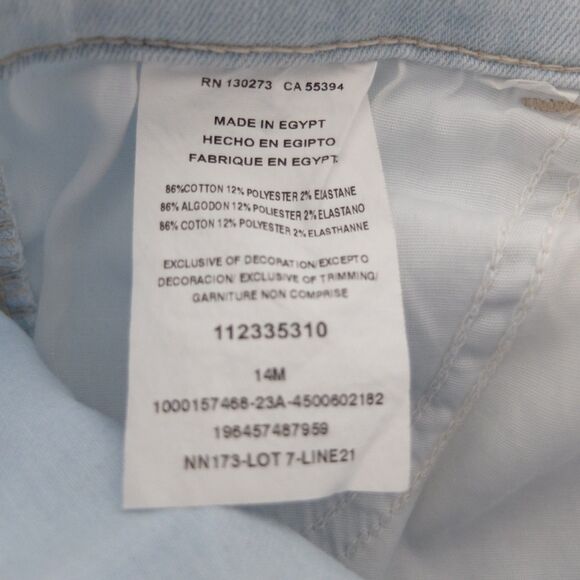 RN 130273 CA 55394
MADE IN EGYPT
HECHO EN EGIPTO
FABRIQUE EN EGYPT
86%COTTON 12% POLYESTER 2% ELASTANE
86% ALGODON 12% POLIESTER 2% ELASTANO
86% COTON 12% POLYESTER 2% ELASTHANNE
EXCLUSIVE OF DECORATION/EXCEPTO
DECORACION/ EXCLUSIVE OF TRIMMING/
GARNITURE NON COMPRISE
112335310
14M
1000157468-23A-4500602182
196457487959
NN173-LOT 7-LINE21